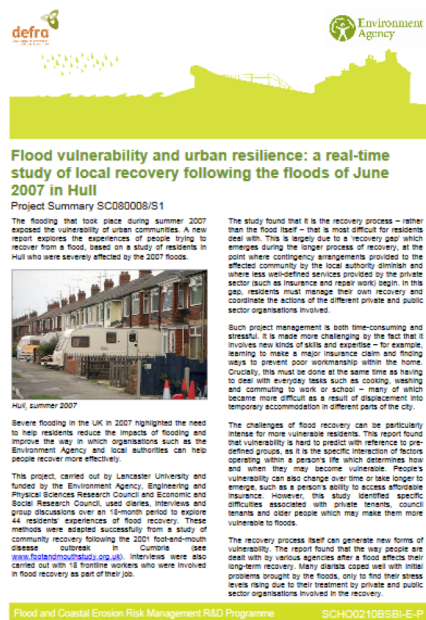 defra
Environment
Agency
Flood vulnerability and urban resilience: a real-time
study of local recovery following the floods of June
2007 in Hull
Project Summary SC080008/S1
The flooding that took place during summer 2007
exposed the vulnerability of urban communities. A new
report explores the experiences of people trying to
recover from a flood, based on a study of residents in
Hull who were severely affected by the 2007 floods.
Hull, summer 2007
Severe flooding in the UK in 2007 highlighted the need
to help residents reduce the impacts of flooding and
improve the way in which organisations such as the
Environment Agency and local authorities can help
people recover more effectively.
This project, carried out by Lancaster University and
funded by the Environment Agency, Engineering and
Physical Sciences Research Council and Economic and
Social Research Council, used diaries, interviews and
group discussions over an 18-month period to explore
44 residents' experiences of flood recovery. These
methods were adapted successfully from a study of
community recovery following the 2001 foot-and-mouth
disease outbreak in Cumbria (see
www.footandmouthstudy.org.uk). Interviews were also
carried out with 18 frontline workers who were involved
in flood recovery as part of their job.
The study found that it is the recovery process – rather
than the flood itself – that is most difficult for residents
deal with. This is largely due to a 'recovery gap' which
emerges during the longer process of recovery, at the
point where contingency arrangements provided to the
affected community by the local authority diminish and
where less well-defined services provided by the private
sector (such as insurance and repair work) begin. In this
gap, residents must manage their own recovery and
coordinate the actions of the different private and public
sector organisations involved.
Such project management is both time-consuming and
stressful. It is made more challenging by the fact that it
involves new kinds of skills and expertise – for example,
learning to make a major insurance claim and finding
ways to prevent poor workmanship within the home.
Crucially, this must be done at the same time as having
to deal with everyday tasks such as cooking, washing
and commuting to work or school – many of which
became more difficult as a result of displacement into
temporary accommodation in different parts of the city.
The challenges of flood recovery can be particularly
intense for more vulnerable residents. This report found
that vulnerability is hard to predict with reference to pre-
defined groups, as it is the specific interaction of factors
operating within a person's life which determines how
and when they may become vulnerable. People's
vulnerability can also change over time or take longer to
emerge, such as a person's ability to access affordable
insurance. However, this study identified specific
difficulties associated with private tenants, council
tenants and older people which may make them more
vulnerable to floods.
The recovery process itself can generate new forms of
vulnerability. The report found that the way people are
dealt with by various agencies after a flood affects their
long-term recovery. Many diarists coped well with initial
problems brought by the floods, only to find their stress
levels rising due to their treatment by private and public
sector organisations involved in the recovery.
Flood and Coastal Erosion Risk Management R&D Programme
SCHO0210BSBI-E-P